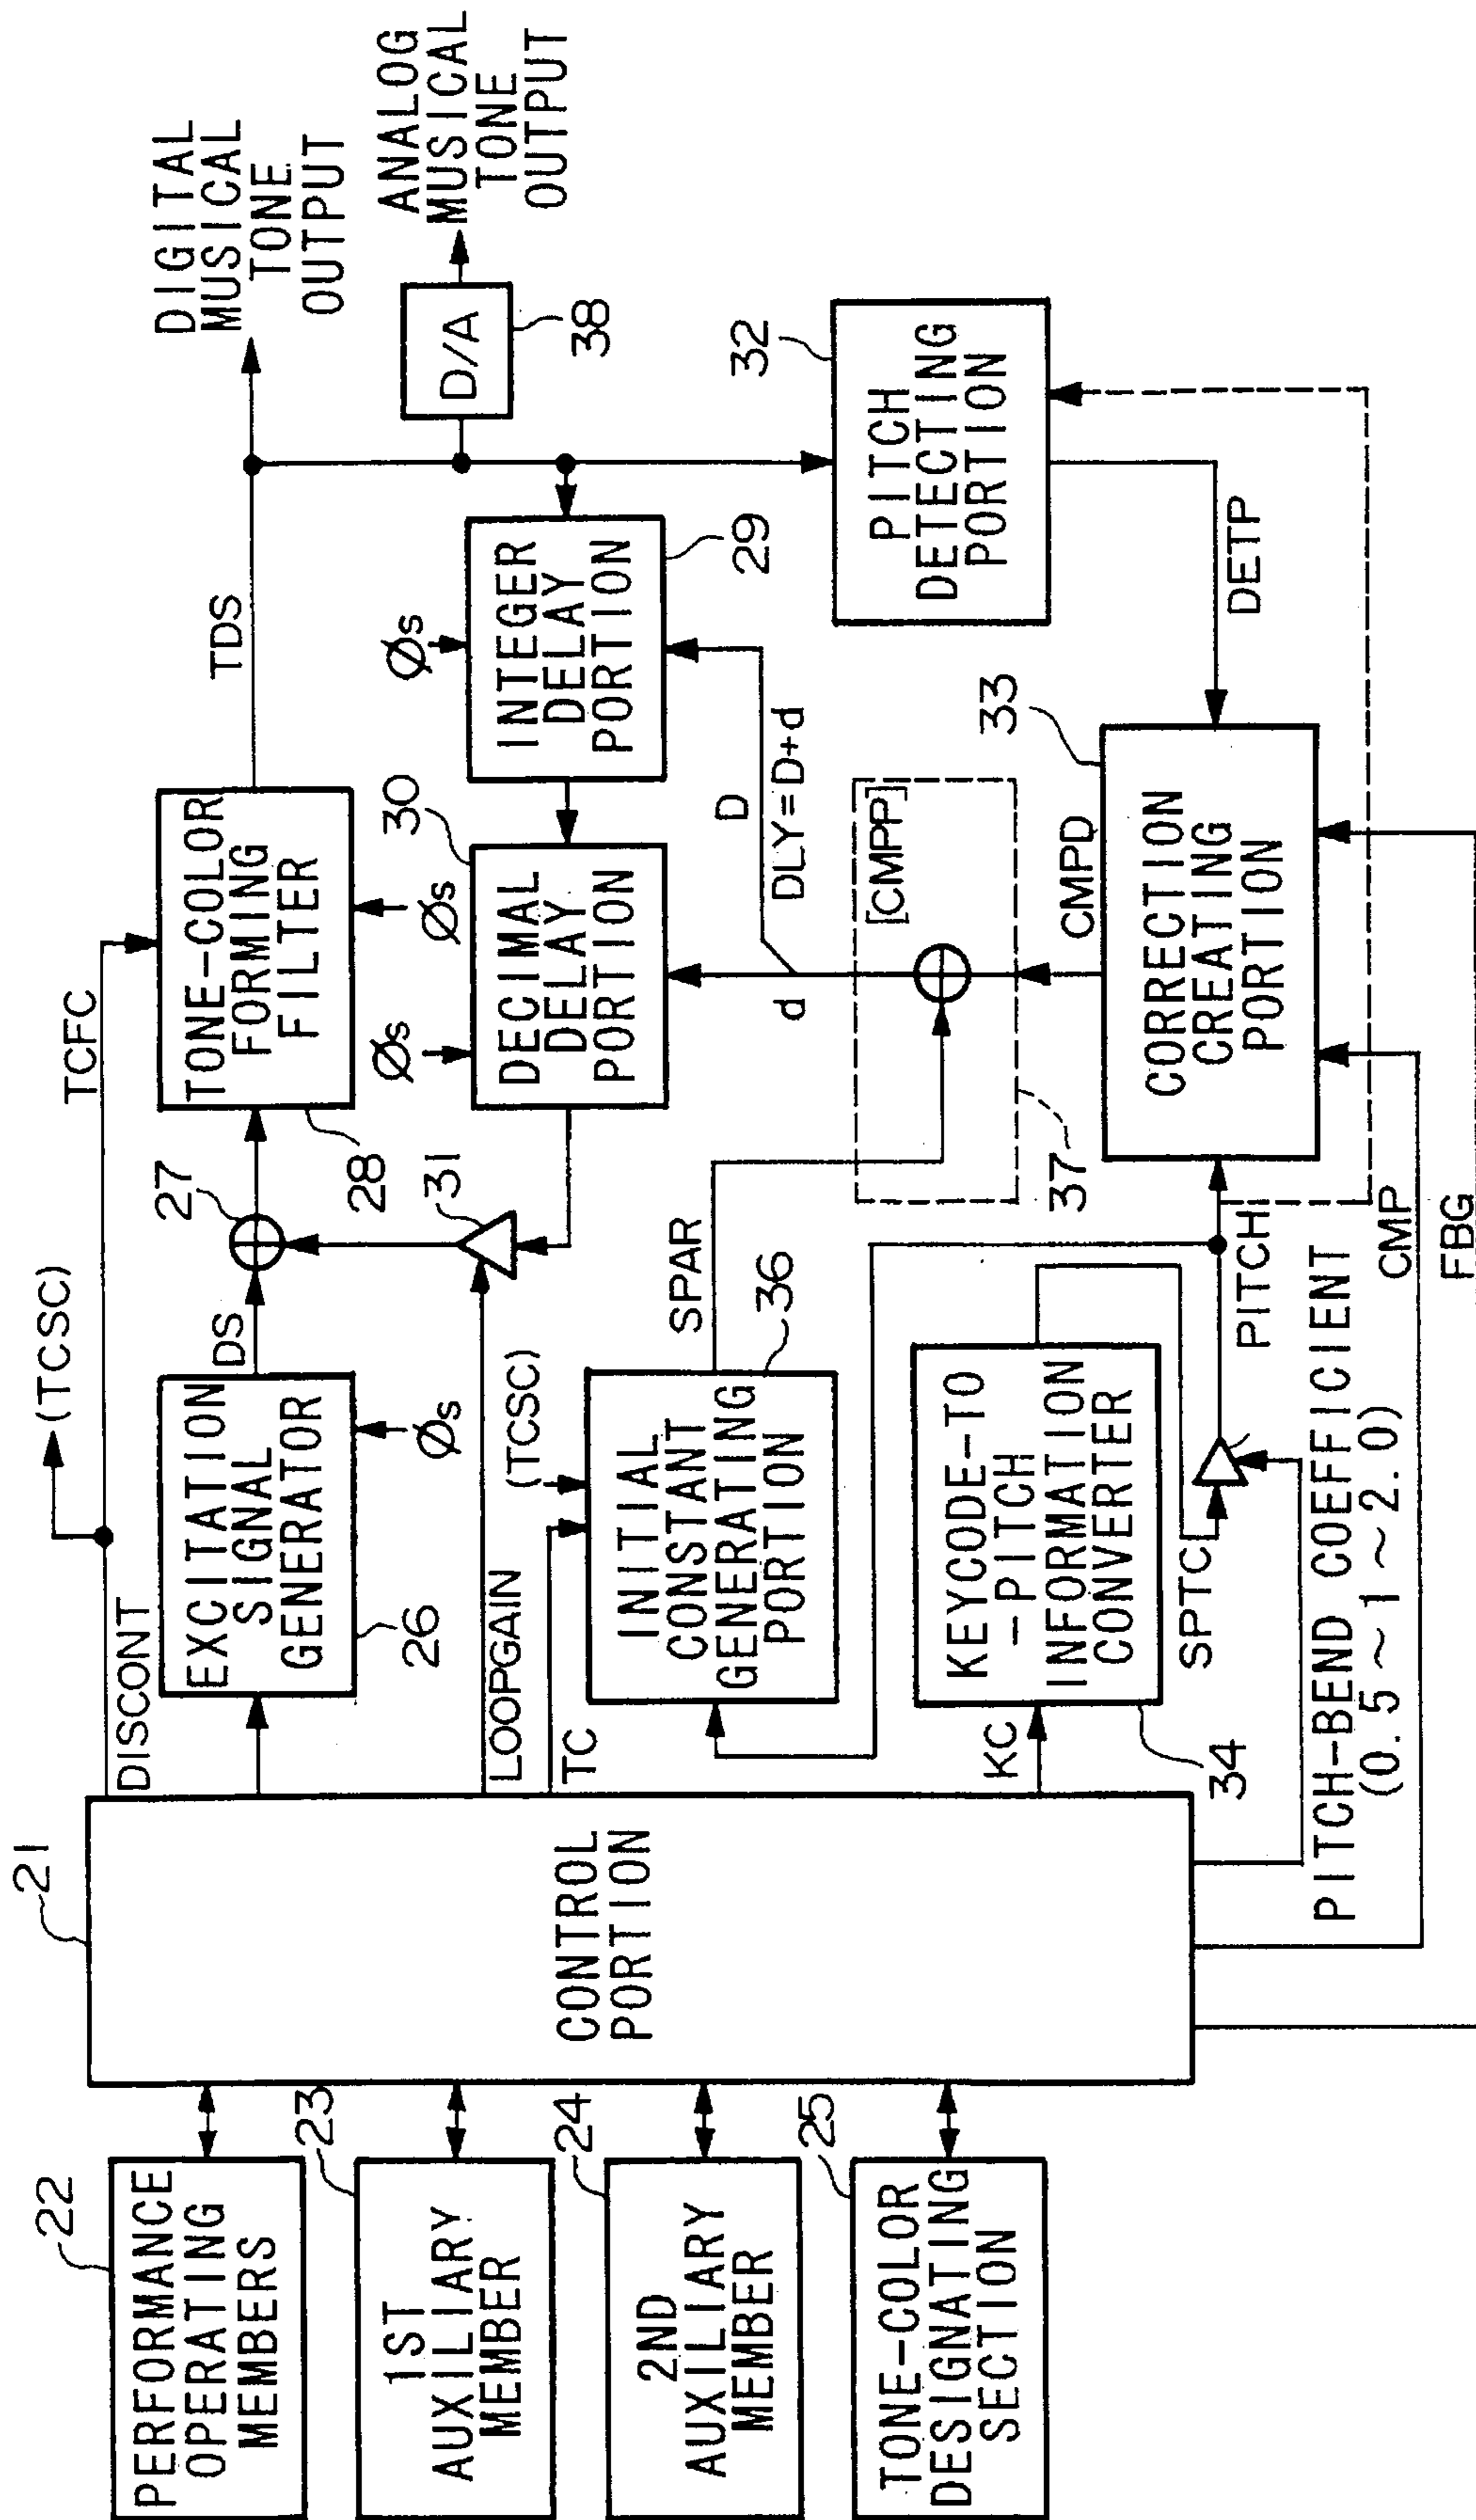 22
PERFORMANCE
OPERATING
MEMBERS
23
1ST
AUXILIARY
MEMBER
24
2ND
AUXILIARY
MEMBER
25
TONE-COLOR
DESIGNATING
SECTION
21
CONTROL
PORTION
DISCONT
(TCSC)
TCFC
EXCITATION
SIGNAL
GENERATOR
26
Øs
DS
27
TONE-COLOR
FORMING
FILTER
28
Øs
TDS
DIGITAL
MUSICAL
TONE
OUTPUT
D/A
38
ANALOG
MUSICAL
TONE
OUTPUT
LOOPGAIN
31
30
Øs
DECIMAL
DELAY
PORTION
Øs
INTEGER
DELAY
PORTION
29
TC
(TCSC)
INITIAL
CONSTANT
GENERATING
PORTION
36
SPAR
d
D
DLY=D+d
[CMPP]
37
32
PITCH
DETECTING
PORTION
DETP
KC
KEYCODE-TO
-PITCH
INFORMATION
CONVERTER
34
SPTC
PITCH
CMPD
33
CORRECTION
CREATING
PORTION
PITCH-BEND COEFFICIENT
(0.5~1~2.0)
CMP
FBG